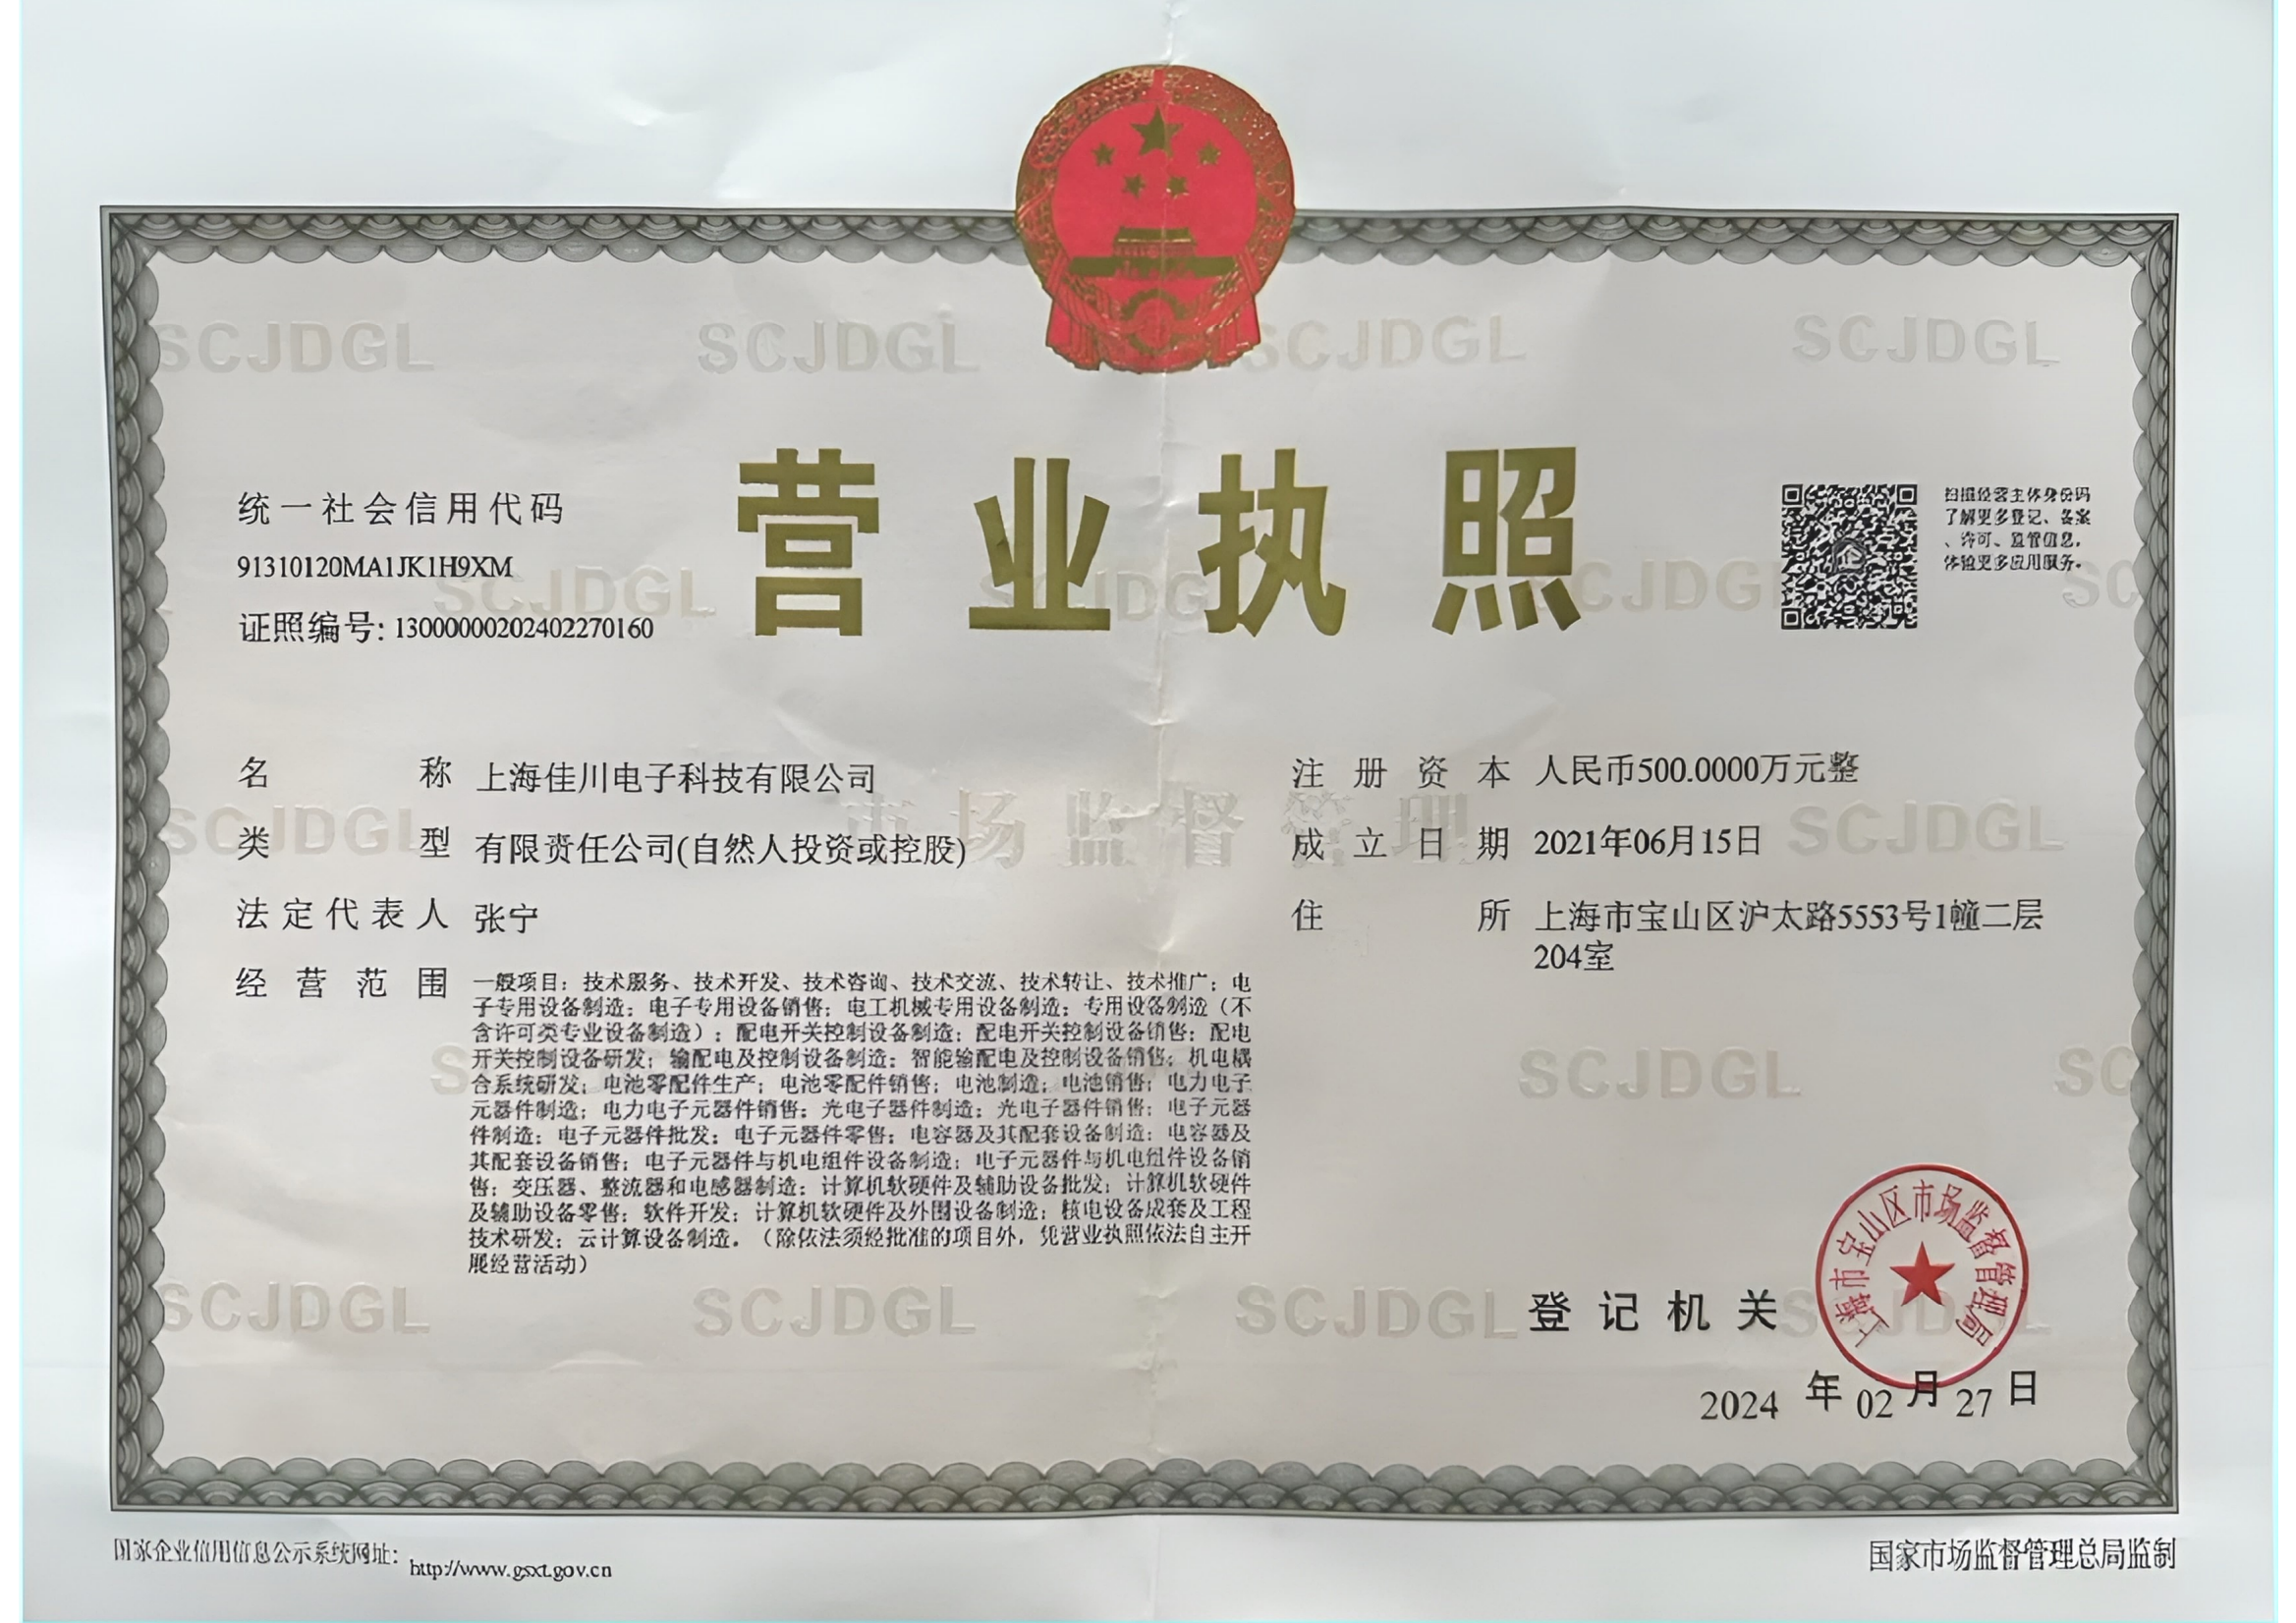 营业执照
统一社会信用代码
91310120MA1JK1H9XM
证照编号: 13000000202402270160
扫描经营主体身份码
了解更多登记、备案
、许可、监管信息，
体验更多应用服务。
名称 上海佳川电子科技有限公司
类型 有限责任公司(自然人投资或控股)
法定代表人 张宁
经营范围 一般项目：技术服务、技术开发、技术咨询、技术交流、技术转让、技术推广；电
子专用设备制造；电子专用设备销售；电工机械专用设备制造；专用设备制造（不
含许可类专业设备制造）；配电开关控制设备制造；配电开关控制设备销售；配电
开关控制设备研发；输配电及控制设备制造；智能输配电及控制设备销售；机电耦
合系统研发；电池零配件生产；电池零配件销售；电池制造；电池销售；电力电子
元器件制造；电力电子元器件销售；光电子器件制造；光电子器件销售；电子元器
件制造；电子元器件批发；电子元器件零售；电容器及其配套设备制造；电容器及
其配套设备销售；电子元器件与机电组件设备制造；电子元器件与机电组件设备销
售；变压器、整流器和电感器制造；计算机软硬件及辅助设备批发；计算机软硬件
及辅助设备零售；软件开发；计算机软硬件及外围设备制造；核电设备成套及工程
技术研发；云计算设备制造。（除依法须经批准的项目外，凭营业执照依法自主开
展经营活动）
注册资本 人民币500.0000万元整
成立日期 2021年06月15日
住所 上海市宝山区沪太路5553号1幢二层
204室
登记机关
上海市宝山区市场监督管理局
2024 年 02 月 27 日
国家企业信用信息公示系统网址： http://www.gsxt.gov.cn
国家市场监督管理总局监制
SCJDGL
市场监督管理